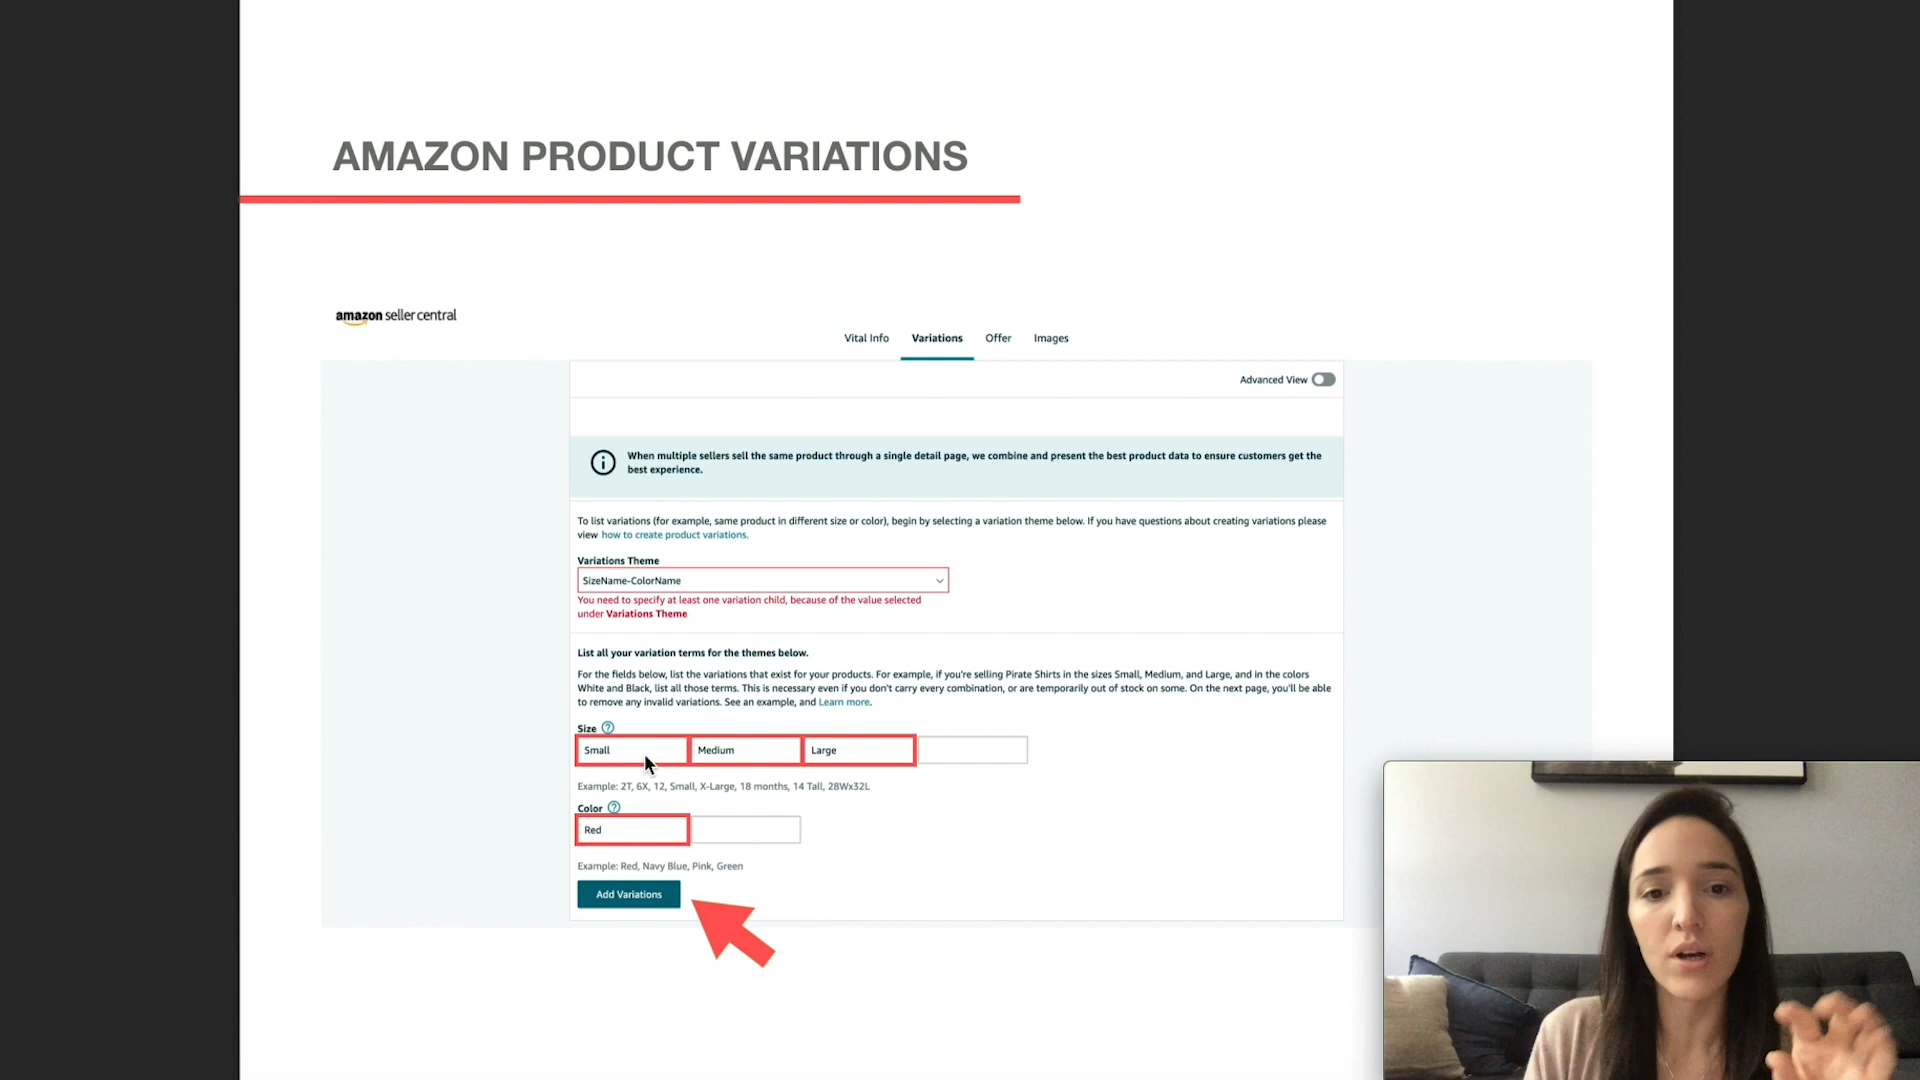 AMAZON PRODUCT VARIATIONS
amazon seller central
Vital Info Variations Offer Images
Advanced View
When multiple sellers sell the same product through a single detail page, we combine and present the best product data to ensure customers get the
best experience.
To list variations (for example, same product in different size or color), begin by selecting a variation theme below. If you have questions about creating variations please
view how to create product variations.
Variations Theme
SizeName-ColorName
You need to specify at least one variation child, because of the value selected
under Variations Theme
List all your variation terms for the themes below.
For the fields below, list the variations that exist for your products. For example, if you're selling Pirate Shirts in the sizes Small, Medium, and Large, and in the colors
White and Black, list all those terms. This is necessary even if you don't carry every combination, or are temporarily out of stock on some. On the next page, you'll be able
to remove any invalid variations. See an example, and Learn more.
Size ?
Small Medium Large
Example: 2T, 6X, 12, Small, X-Large, 18 months, 14 Tall, 28Wx32L
Color ?
Red
Example: Red, Navy Blue, Pink, Green
Add Variations